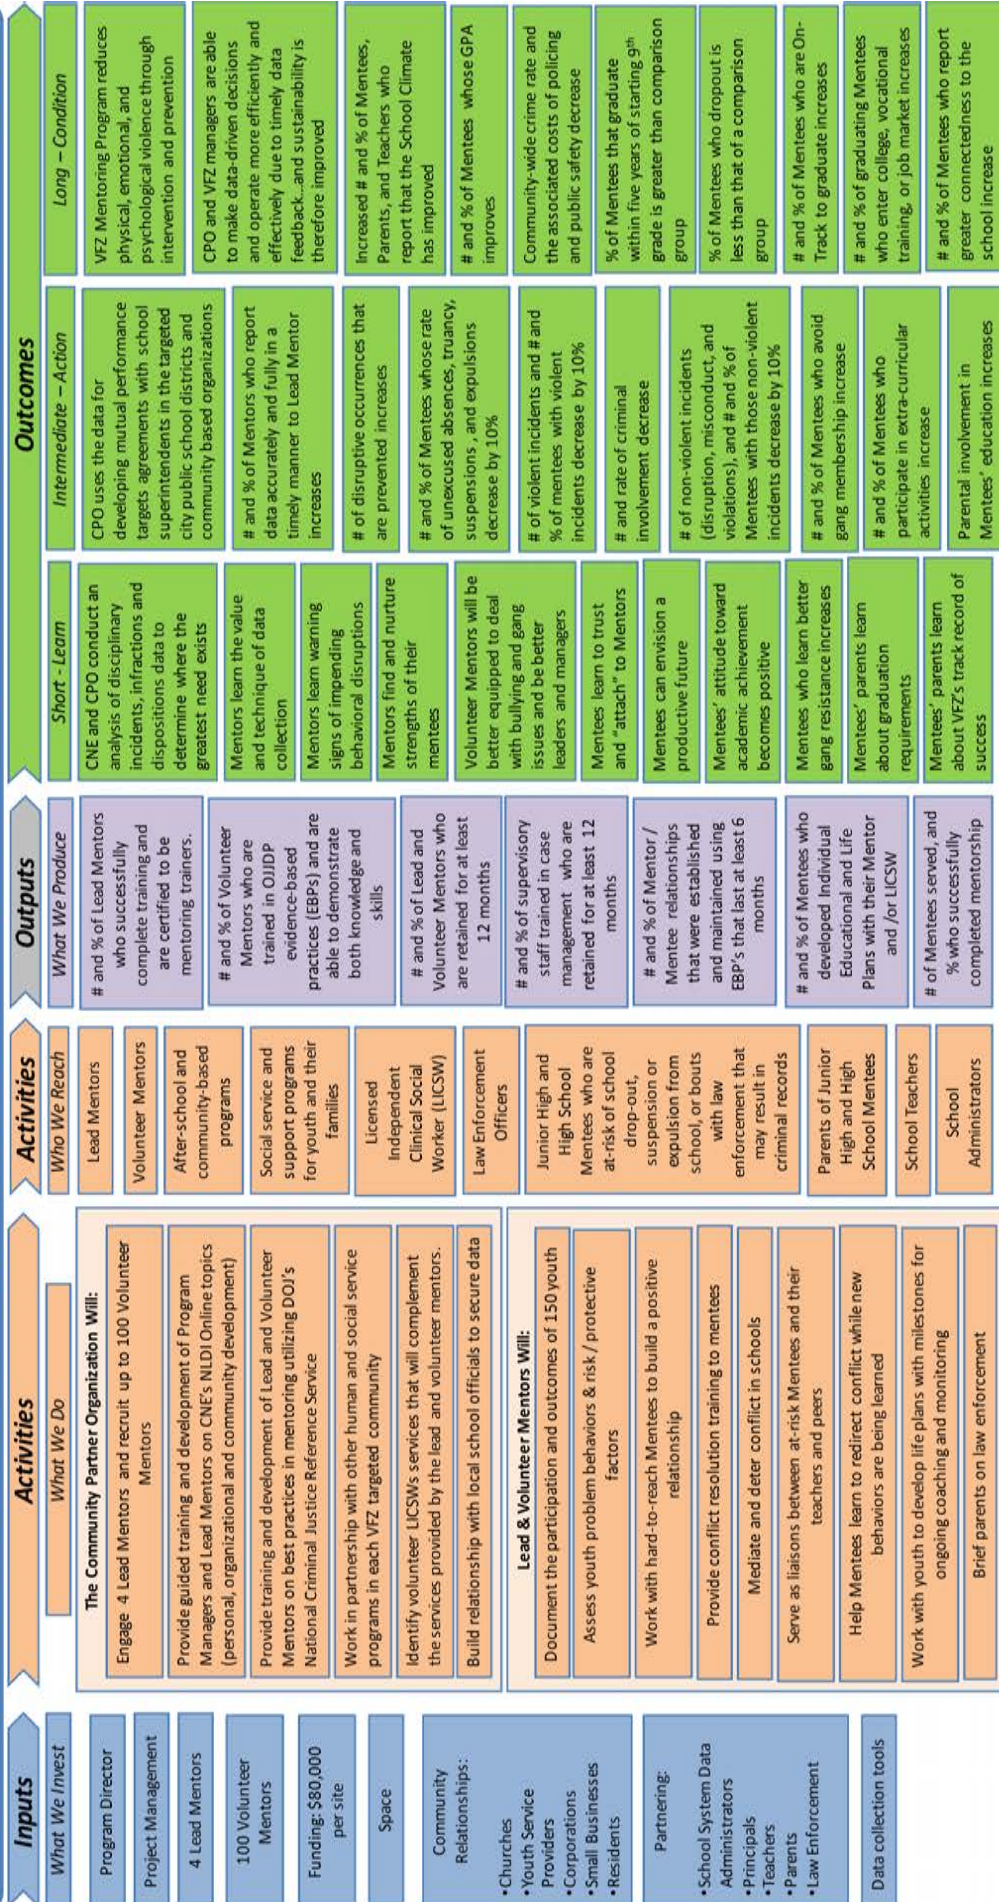 Inputs
What We Invest
Program Director
Project Management
4 Lead Mentors
100 Volunteer
Mentors
Funding: $80,000
per site
Space
Community
Relationships:
•Churches
•Youth Service
Providers
•Corporations
•Small Businesses
•Residents
Partnering:
•School System Data
Administrators
•Principals
•Teachers
•Parents
•Law Enforcement
Data collection tools
Activities
What We Do
The Community Partner Organization Will:
Engage 4 Lead Mentors and recruit up to 100 Volunteer
Mentors
Provide guided training and development of Program
Managers and Lead Mentors on CNE's NLDI Online topics
(personal, organizational and community development)
Provide training and development of Lead and Volunteer
Mentors on best practices in mentoring utilizing DOJ's
National Criminal Justice Reference Service
Work in partnership with other human and social service
programs in each VFZ targeted community
Identify volunteer LICSWs services that will complement
the services provided by the lead and volunteer mentors.
Build relationship with local school officials to secure data
Lead & Volunteer Mentors Will:
Document the participation and outcomes of 150 youth
Assess youth problem behaviors & risk / protective
factors
Work with hard-to-reach Mentees to build a positive
relationship
Provide conflict resolution training to mentees
Mediate and deter conflict in schools
Serve as liaisons between at-risk Mentees and their
teachers and peers
Help Mentees learn to redirect conflict while new
behaviors are being learned
Work with youth to develop life plans with milestones for
ongoing coaching and monitoring
Brief parents on law enforcement
Activities
Who We Reach
Lead Mentors
Volunteer Mentors
After-school and
community-based
programs
Social service and
support programs
for youth and their
families
Licensed
Independent
Clinical Social
Worker (LICSW)
Law Enforcement
Officers
Junior High and
High School
Mentees who are
at-risk of school
drop-out,
suspension or
expulsion from
school, or bouts
with law
enforcement that
may result in
criminal records
Parents of Junior
High and High
School Mentees
School Teachers
School
Administrators
Outputs
What We Produce
# and % of Lead Mentors
who successfully
complete training and
are certified to be
mentoring trainers.
# and % of Volunteer
Mentors who are
trained in OJJDP
evidence-based
practices (EBPs) and are
able to demonstrate
both knowledge and
skills
# and % of Lead and
Volunteer Mentors who
are retained for at least
12 months
# and % of supervisory
staff trained in case
management who are
retained for at least 12
months
# and % of Mentor /
Mentee relationships
that were established
and maintained using
EBP's that last at least 6
months
# and % of Mentees who
developed Individual
Educational and Life
Plans with their Mentor
and /or LICSW
# of Mentees served, and
% who successfully
completed mentorship
Outcomes
Short - Learn
CNE and CPO conduct an
analysis of disciplinary
incidents, infractions and
dispositions data to
determine where the
greatest need exists
Mentors learn the value
and technique of data
collection
Mentors learn warning
signs of impending
behavioral disruptions
Mentors find and nurture
strengths of their
mentees
Volunteer Mentors will be
better equipped to deal
with bullying and gang
issues and be better
leaders and managers
Mentees learn to trust
and "attach" to Mentors
Mentees can envision a
productive future
Mentees' attitude toward
academic achievement
becomes positive
Mentees who learn better
gang resistance increases
Mentees' parents learn
about graduation
requirements
Mentees' parents learn
about VFZ's track record of
success
Intermediate – Action
CPO uses the data for
developing mutual performance
targets agreements with school
superintendents in the targeted
city public school districts and
community based organizations
# and % of Mentors who report
data accurately and fully in a
timely manner to Lead Mentor
increases
# of disruptive occurrences that
are prevented increases
# and % of Mentees whose rate
of unexcused absences, truancy,
suspensions , and expulsions
decrease by 10%
# of violent incidents and # and
% of mentees with violent
incidents decrease by 10%
# and rate of criminal
involvement decrease
# of non-violent incidents
(disruption, misconduct, and
violations), and # and % of
Mentees with those non-violent
incidents decrease by 10%
# and % of Mentees who avoid
gang membership increase
# and % of Mentees who
participate in extra-curricular
activities increase
Parental involvement in
Mentees' education increases
Long – Condition
VFZ Mentoring Program reduces
physical, emotional, and
psychological violence through
intervention and prevention
CPO and VFZ managers are able
to make data-driven decisions
and operate more efficiently and
effectively due to timely data
feedback...and sustainability is
therefore improved
Increased # and % of Mentees,
Parents, and Teachers who
report that the School Climate
has improved
# and % of Mentees whose GPA
improves
Community-wide crime rate and
the associated costs of policing
and public safety decrease
% of Mentees that graduate
within five years of starting 9th
grade is greater than comparison
group
% of Mentees who dropout is
less than that of a comparison
group
# and % of Mentees who are On-
Track to graduate increases
# and % of graduating Mentees
who enter college, vocational
training, or job market increases
# and % of Mentees who report
greater connectedness to the
school increase